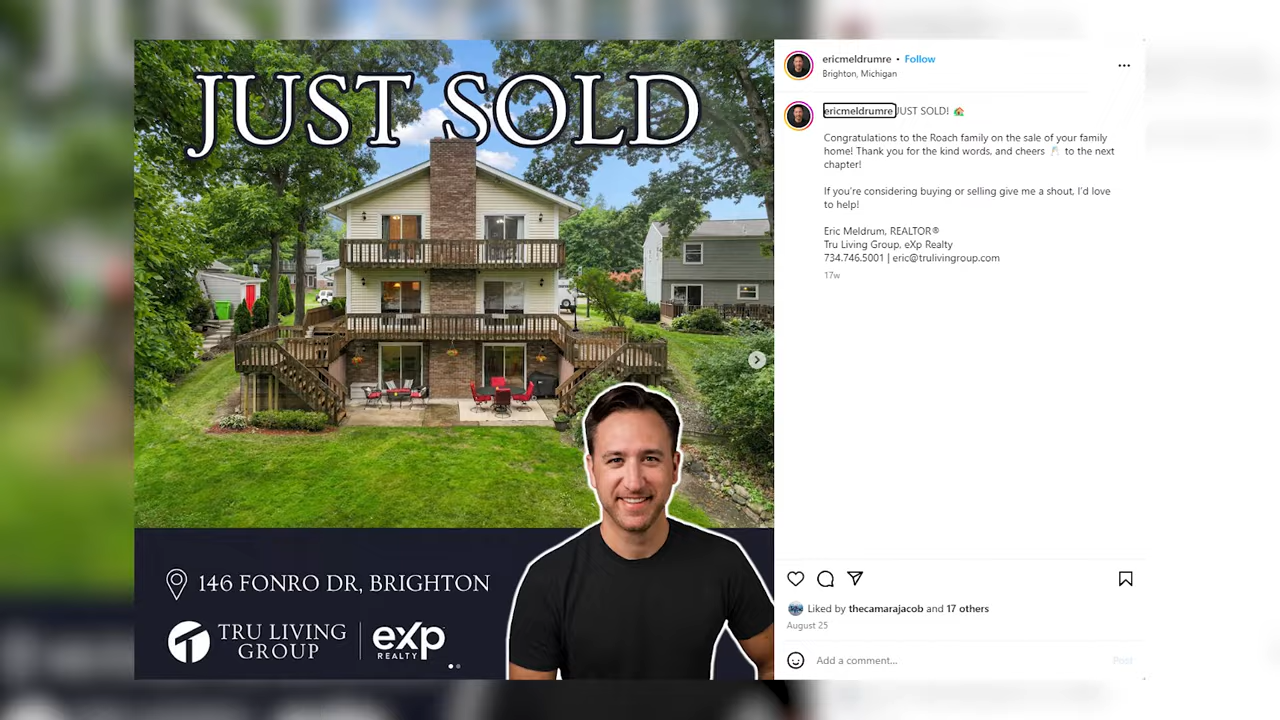 JUST SOLD
146 FONRO DR, BRIGHTON
TRU LIVING
GROUP
eXp
REALTY
ericmeldrumre • Follow
Brighton, Michigan
ericmeldrumre JUST SOLD!
Congratulations to the Roach family on the sale of your family
home! Thank you for the kind words, and cheers 🥂 to the next
chapter!
If you're considering buying or selling give me a shout, I'd love
to help!
Eric Meldrum, REALTOR®
Tru Living Group, eXp Realty
734.746.5001 | eric@trulivingroup.com
17w
Liked by thecamarajacob and 17 others
August 25
Add a comment...
Post